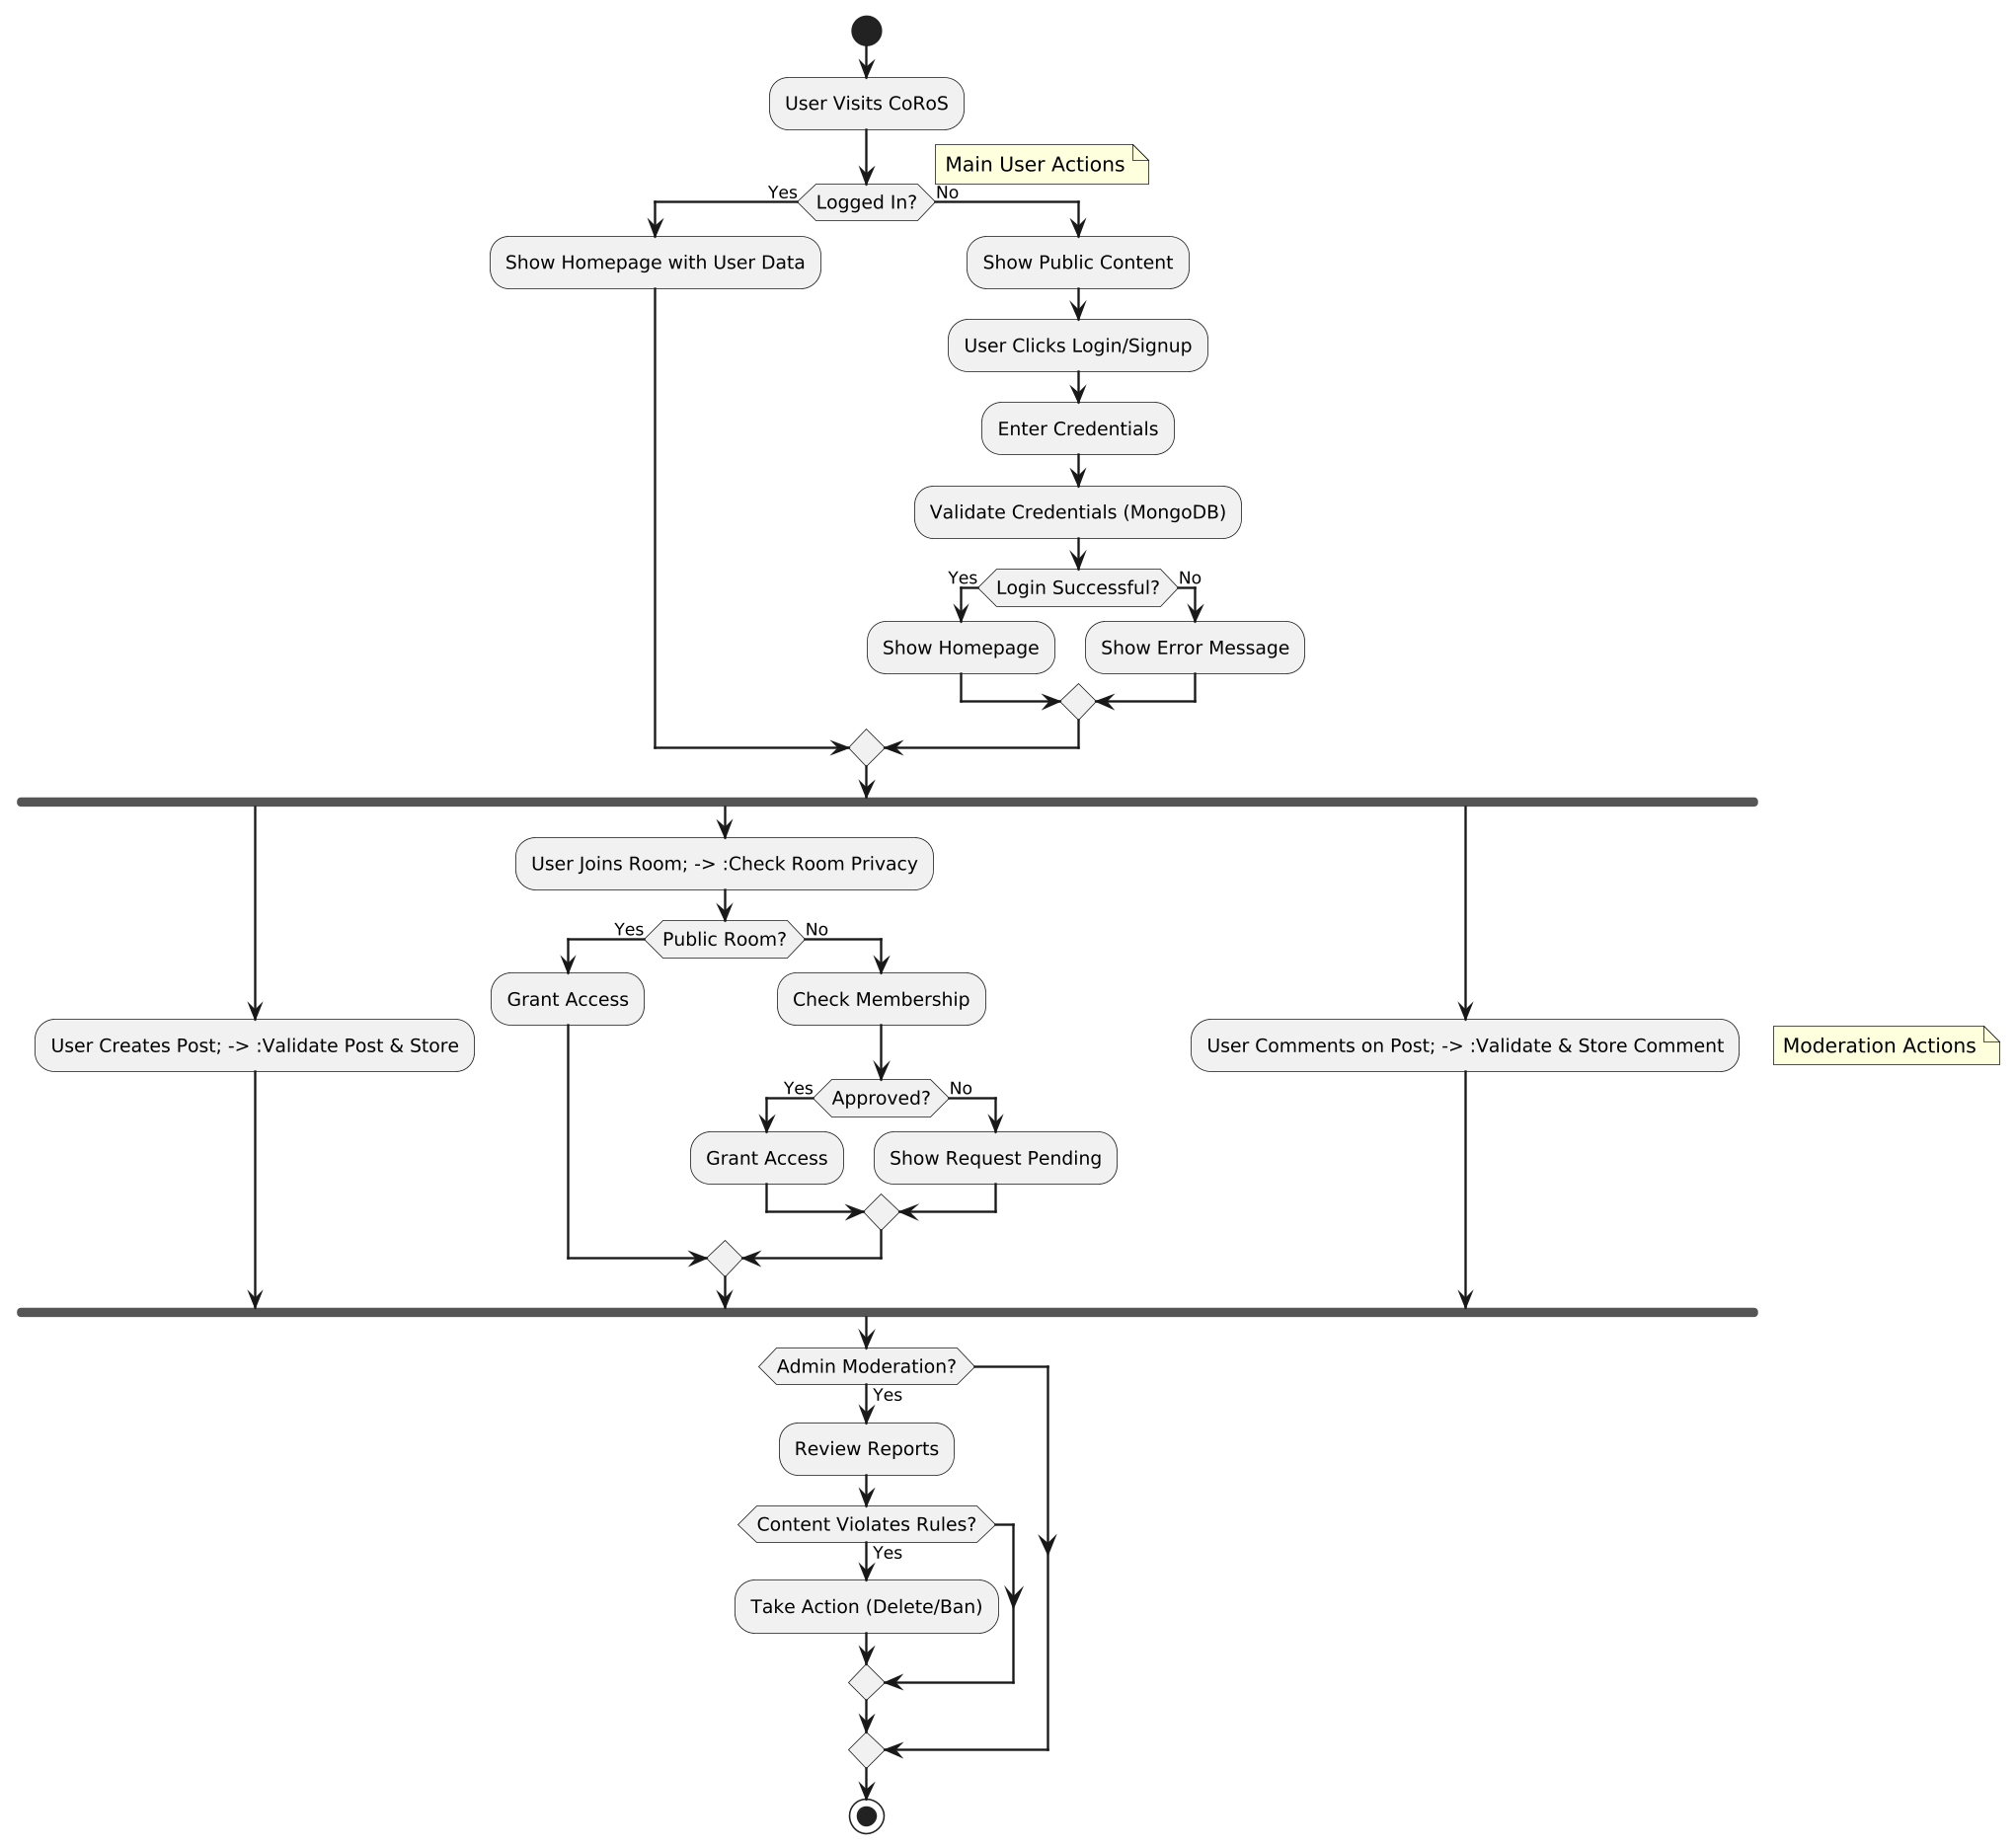 User Visits CoRoS
Main User Actions
Yes
Logged In?
No
Show Homepage with User Data
Show Public Content
User Clicks Login/Signup
Enter Credentials
Validate Credentials (MongoDB)
Yes
Login Successful?
No
Show Homepage
Show Error Message
User Joins Room; -> :Check Room Privacy
Yes
Public Room?
No
Grant Access
Check Membership
User Creates Post; -> :Validate Post & Store
User Comments on Post; -> :Validate & Store Comment
Moderation Actions
Yes
Approved?
No
Grant Access
Show Request Pending
Admin Moderation?
Yes
Review Reports
Content Violates Rules?
Yes
Take Action (Delete/Ban)